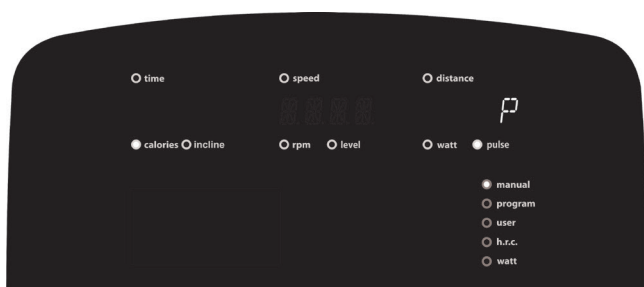 time speed distance
P
calories incline rpm level watt pulse
manual
program
user
h.r.c.
watt